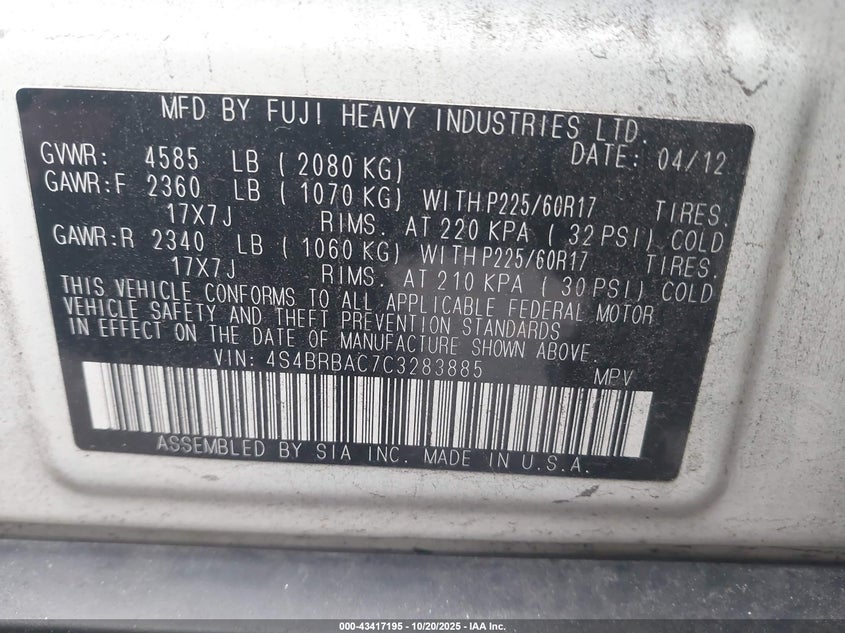 MFD BY FUJI HEAVY INDUSTRIES LTD.
DATE: 04/12
GVWR: 4585 LB ( 2080 KG)
GAWR:F 2360 LB ( 1070 KG) WITH P225/60R17 TIRES.
17X7J RIMS. AT 220 KPA ( 32 PSI) COLD
GAWR:R 2340 LB ( 1060 KG) WITH P225/60R17 TIRES.
17X7J RIMS. AT 210 KPA ( 30 PSI) COLD
THIS VEHICLE CONFORMS TO ALL APPLICABLE FEDERAL MOTOR
VEHICLE SAFETY AND THEFT PREVENTION STANDARDS
IN EFFECT ON THE DATE OF MANUFACTURE SHOWN ABOVE.
VIN: 4S4BRBAC7C3283885 MPV
ASSEMBLED BY SIA INC. MADE IN U.S.A.
000-43417195 - 10/20/2025 - IAA Inc.